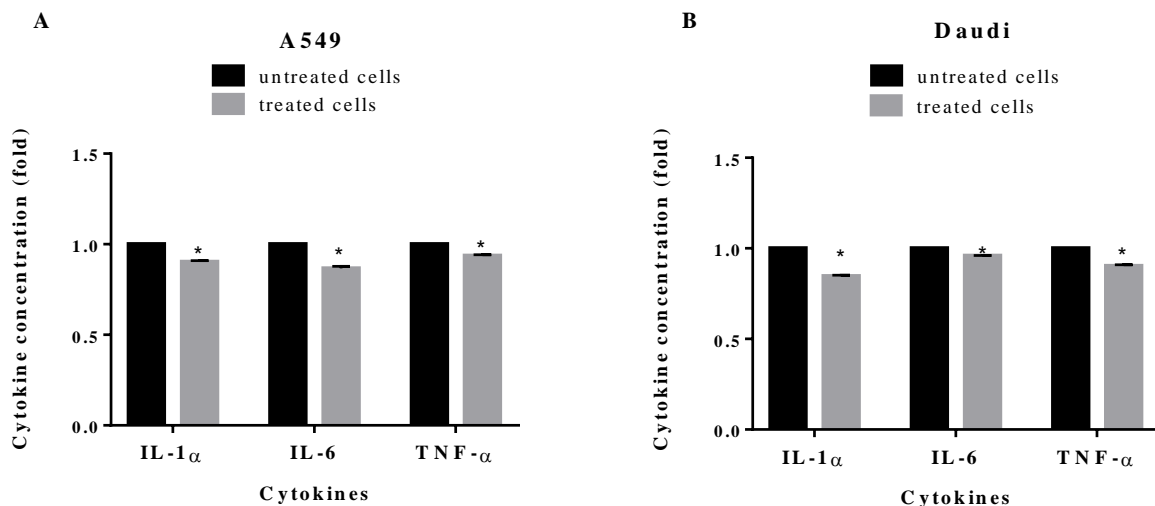 A
A549
untreated cells
treated cells
Cytokine concentration (fold)
1.5
1.0
0.5
0.0
* * *
IL-1α IL-6 TNF-α
Cytokines
B
Daudi
untreated cells
treated cells
Cytokine concentration (fold)
1.5
1.0
0.5
0.0
* * *
IL-1α IL-6 TNF-α
Cytokines